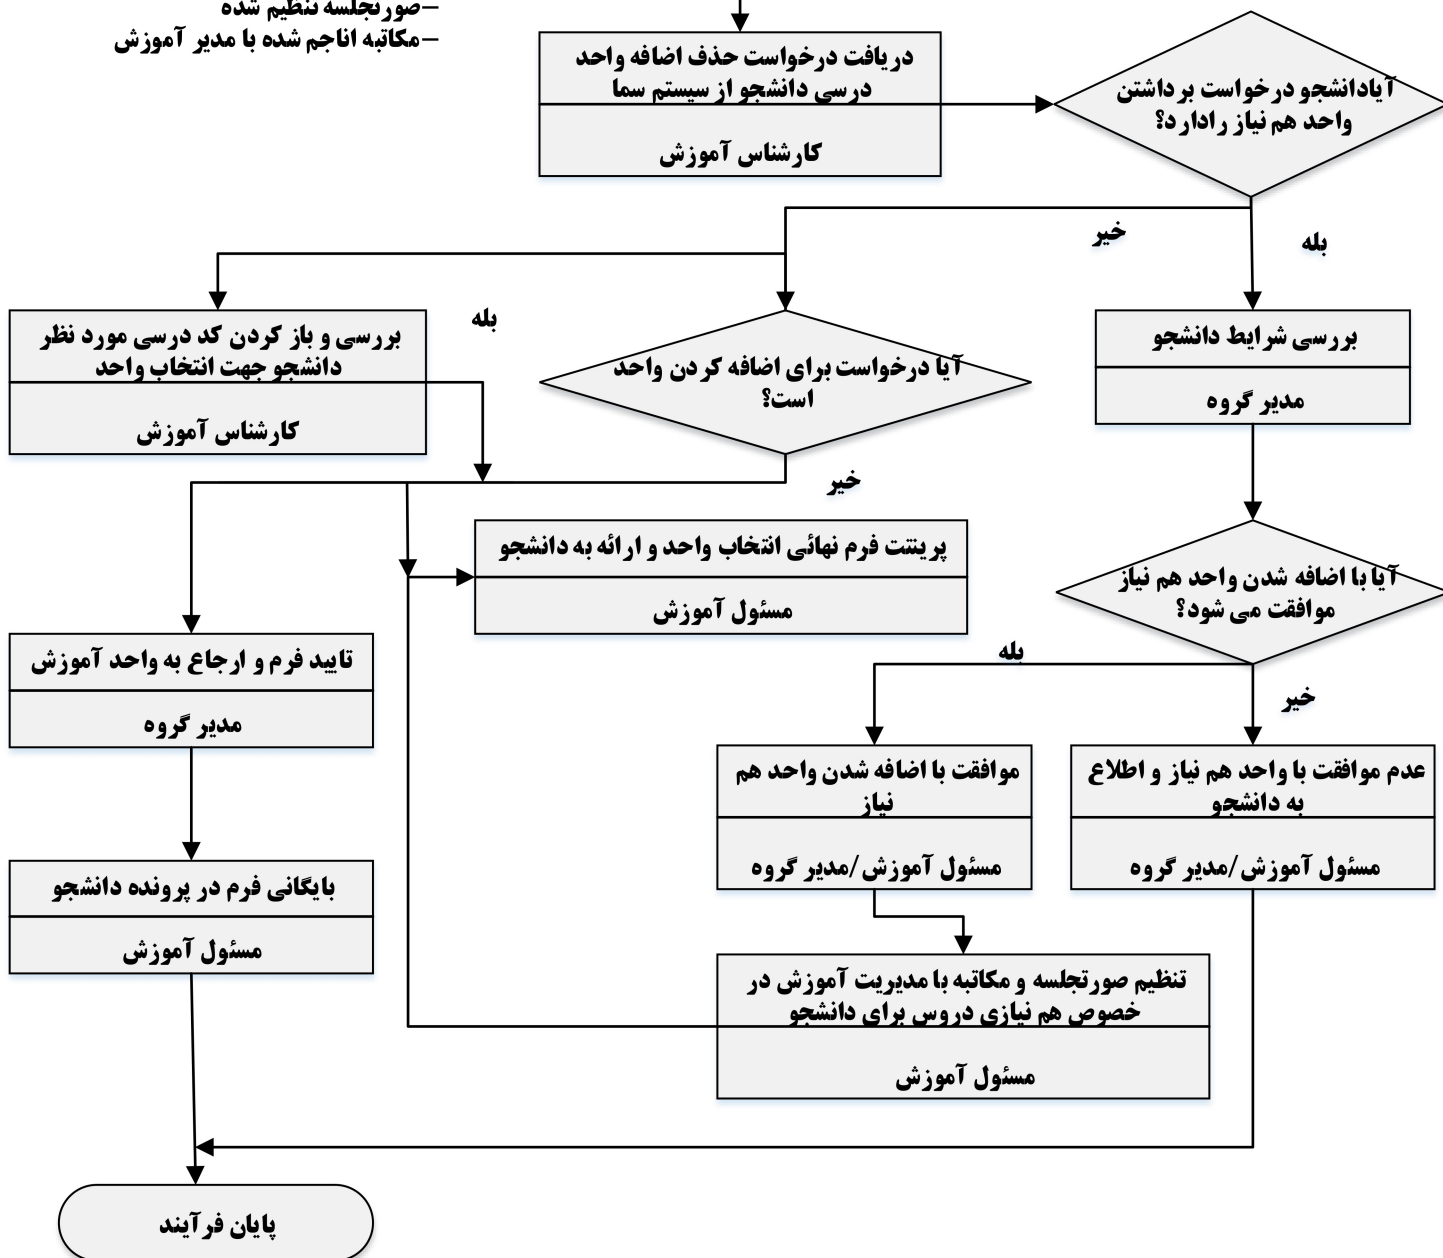 –صورتجلسه تنظیم شده
–مکاتبه اناجم شده با مدیر آموزش
دریافت درخواست حذف اضافه واحد
درسی دانشجو از سیستم سما
کارشناس آموزش
آیادانشجو درخواست برداشتن
واحد هم نیاز رادارد؟
خیر
بله
بررسی شرایط دانشجو
مدیر گروه
آیا درخواست برای اضافه کردن واحد
است؟
بله
بررسی و باز کردن کد درسی مورد نظر
دانشجو جهت انتخاب واحد
کارشناس آموزش
خیر
پرینتت فرم نهائی انتخاب واحد و ارائه به دانشجو
مسئول آموزش
آیا با اضافه شدن واحد هم نیاز
موافقت می شود؟
بله
خیر
تایید فرم و ارجاع به واحد آموزش
مدیر گروه
عدم موافقت با واحد هم نیاز و اطلاع
به دانشجو
مسئول آموزش/مدیر گروه
موافقت با اضافه شدن واحد هم
نیاز
مسئول آموزش/مدیر گروه
بایگانی فرم در پرونده دانشجو
مسئول آموزش
تنظیم صورتجلسه و مکاتبه با مدیریت آموزش در
خصوص هم نیازی دروس برای دانشجو
مسئول آموزش
پایان فرآیند